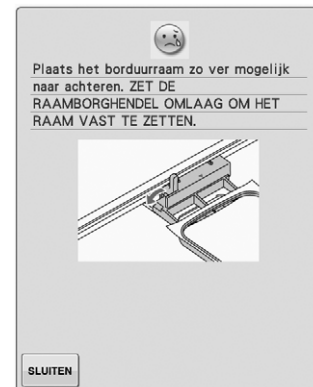 Plaats het borduurraam zo ver mogelijk
naar achteren. ZET DE
RAAMBORGHENDEL OMLAAG OM HET
RAAM VAST TE ZETTEN.
SLUITEN